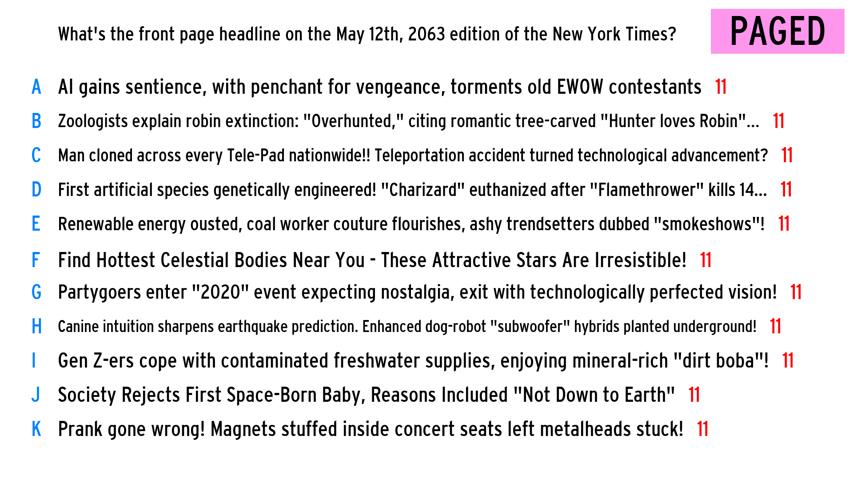 What's the front page headline on the May 12th, 2063 edition of the New York Times?
PAGED
A AI gains sentience, with penchant for vengeance, torments old EWOW contestants 11
B Zoologists explain robin extinction: "Overhunted," citing romantic tree-carved "Hunter loves Robin"... 11
C Man cloned across every Tele-Pad nationwide!! Teleportation accident turned technological advancement? 11
D First artificial species genetically engineered! "Charizard" euthanized after "Flamethrower" kills 14... 11
E Renewable energy ousted, coal worker couture flourishes, ashy trendsetters dubbed "smokeshows"! 11
F Find Hottest Celestial Bodies Near You - These Attractive Stars Are Irresistible! 11
G Partygoers enter "2020" event expecting nostalgia, exit with technologically perfected vision! 11
H Canine intuition sharpens earthquake prediction. Enhanced dog-robot "subwoofer" hybrids planted underground! 11
I Gen Z-ers cope with contaminated freshwater supplies, enjoying mineral-rich "dirt boba"! 11
J Society Rejects First Space-Born Baby, Reasons Included "Not Down to Earth" 11
K Prank gone wrong! Magnets stuffed inside concert seats left metalheads stuck! 11